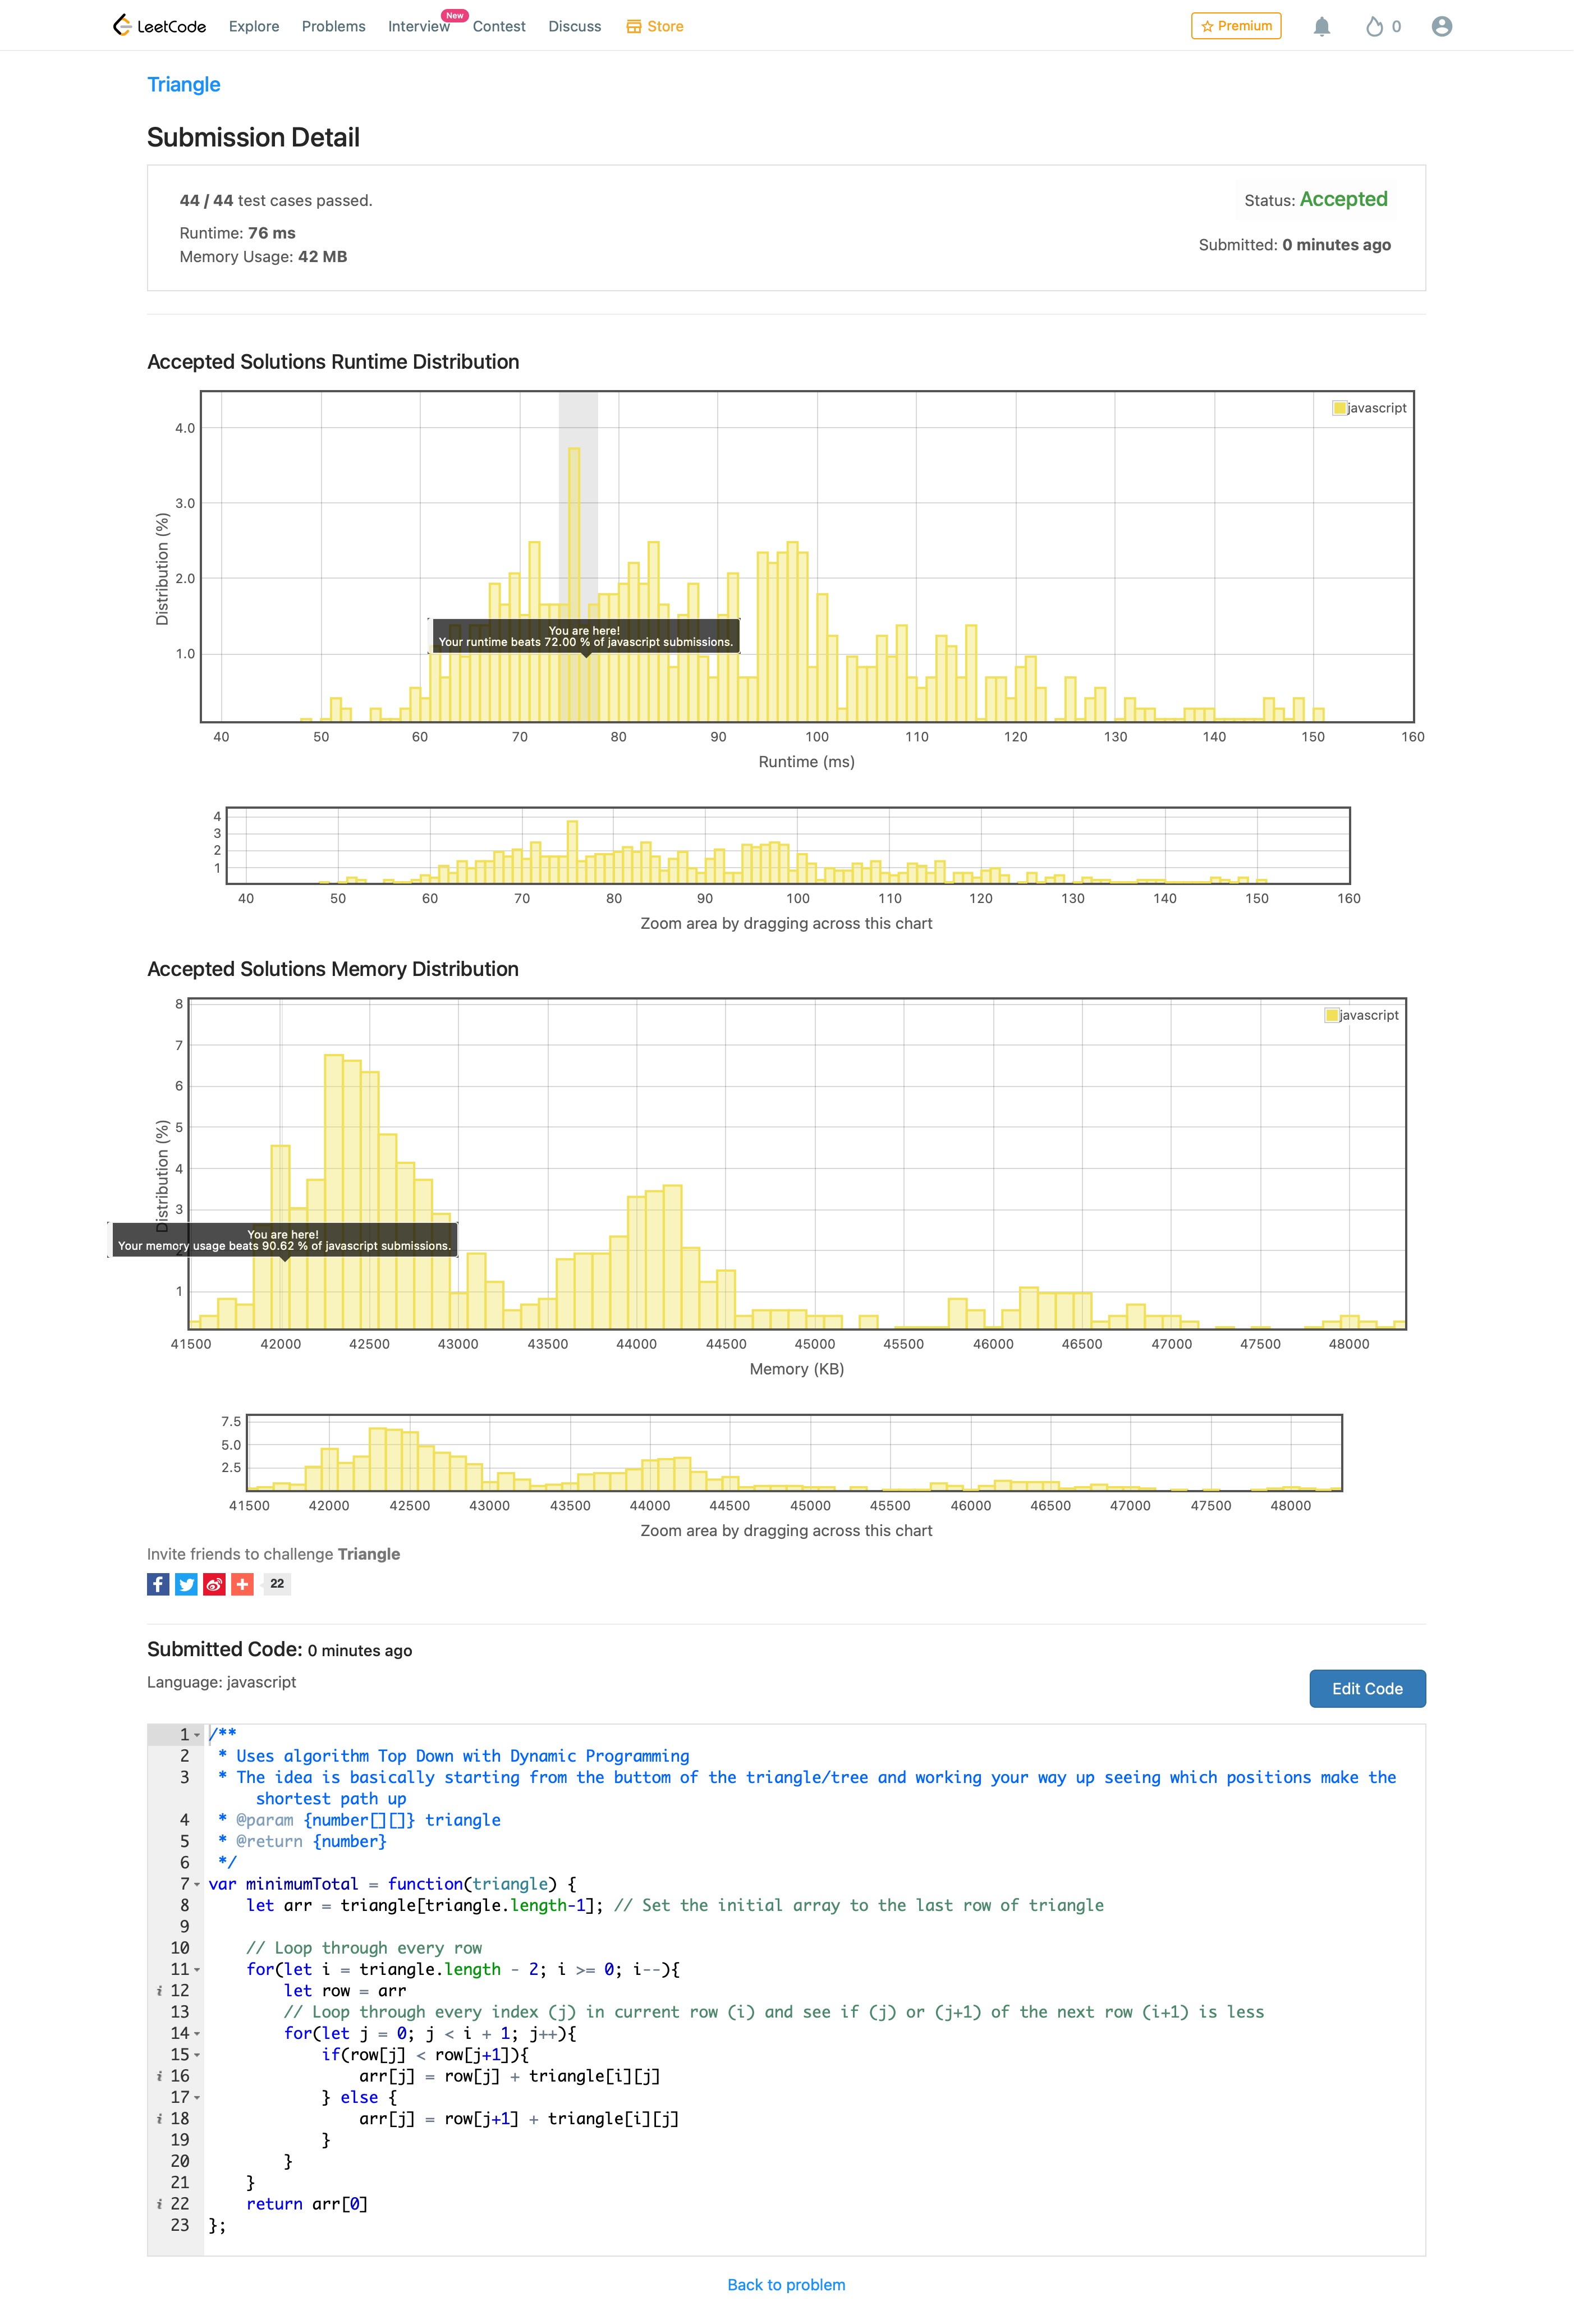 LeetCode Explore Problems Interview New Contest Discuss Store Premium 0
Triangle
Submission Detail
44 / 44 test cases passed.
Status: Accepted
Runtime: 76 ms
Submitted: 0 minutes ago
Memory Usage: 42 MB
Accepted Solutions Runtime Distribution
javascript
4.0
3.0
2.0
1.0
Distribution (%)
You are here!
Your runtime beats 72.00 % of javascript submissions.
40 50 60 70 80 90 100 110 120 130 140 150 160
Runtime (ms)
4
3
2
1
40 50 60 70 80 90 100 110 120 130 140 150 160
Zoom area by dragging across this chart
Accepted Solutions Memory Distribution
javascript
8
7
6
5
4
3
2
1
Distribution (%)
You are here!
Your memory usage beats 90.62 % of javascript submissions.
41500 42000 42500 43000 43500 44000 44500 45000 45500 46000 46500 47000 47500 48000
Memory (KB)
7.5
5.0
2.5
41500 42000 42500 43000 43500 44000 44500 45000 45500 46000 46500 47000 47500 48000
Zoom area by dragging across this chart
Invite friends to challenge Triangle
22
Submitted Code: 0 minutes ago
Language: javascript
Edit Code
1 /**
2 * Uses algorithm Top Down with Dynamic Programming
3 * The idea is basically starting from the buttom of the triangle/tree and working your way up seeing which positions make the
shortest path up
4 * @param {number[][]} triangle
5 * @return {number}
6 */
7 var minimumTotal = function(triangle) {
8 let arr = triangle[triangle.length-1]; // Set the initial array to the last row of triangle
9
10 // Loop through every row
11 for(let i = triangle.length - 2; i >= 0; i--){
i 12 let row = arr
13 // Loop through every index (j) in current row (i) and see if (j) or (j+1) of the next row (i+1) is less
14 for(let j = 0; j < i + 1; j++){
15 if(row[j] < row[j+1]){
i 16 arr[j] = row[j] + triangle[i][j]
17 } else {
i 18 arr[j] = row[j+1] + triangle[i][j]
19 }
20 }
21 }
i 22 return arr[0]
23 };
Back to problem